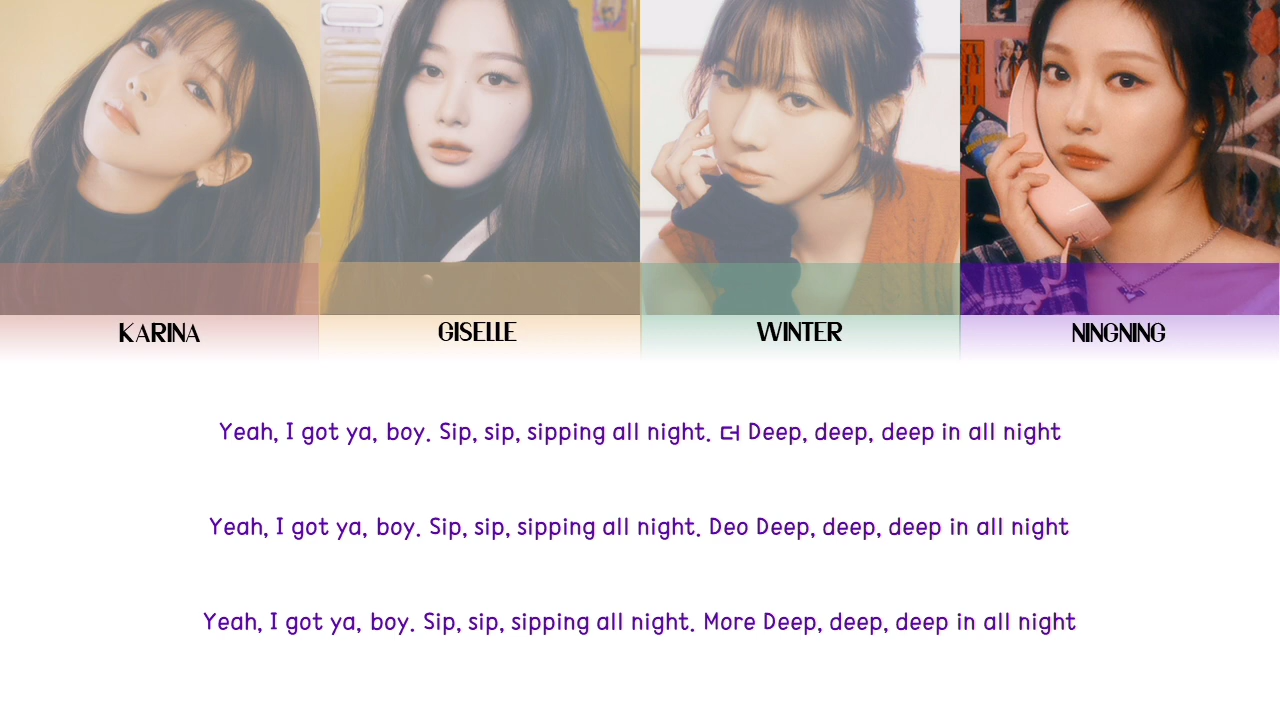 KARINA GISELLE WINTER NINGNING
Yeah, I got ya, boy. Sip, sip, sipping all night. 더 Deep, deep, deep in all night
Yeah, I got ya, boy. Sip, sip, sipping all night. Deo Deep, deep, deep in all night
Yeah, I got ya, boy. Sip, sip, sipping all night. More Deep, deep, deep in all night